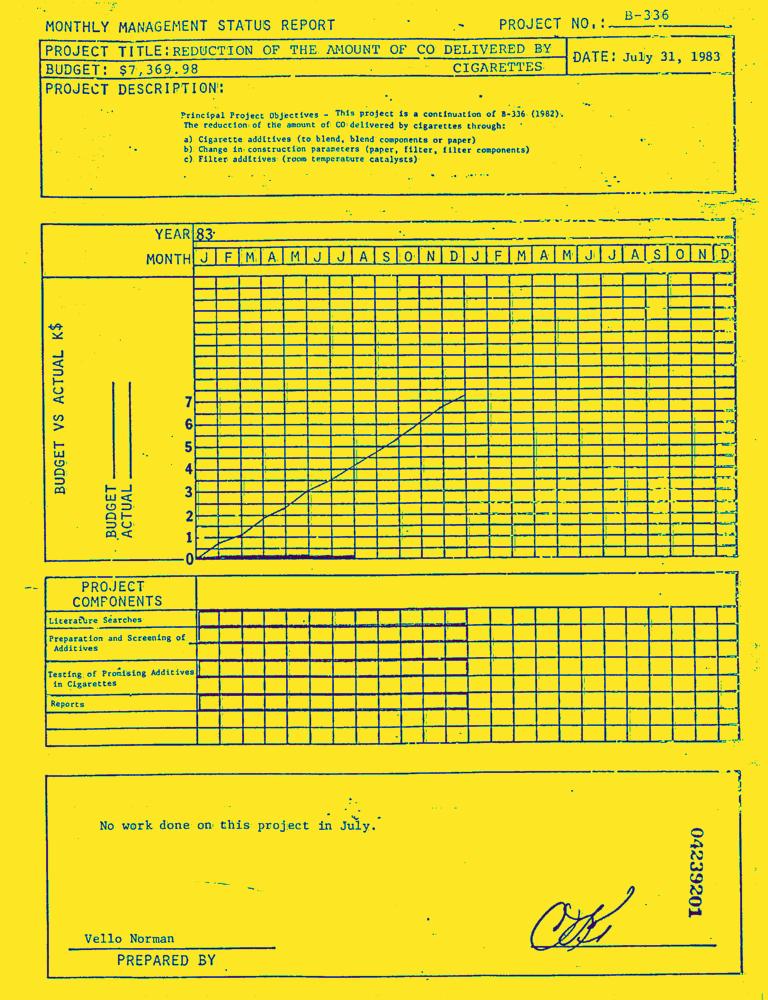 MONTHLY MANAGEMENT STATUS REPORT PROJECT NO.: B-336
PROJECT TITLE: REDUCTION OF THE AMOUNT OF CO DELIVERED BY CIGARETTES
DATE: July 31, 1983
BUDGET: $7,369.98
PROJECT DESCRIPTION:
Principal Project Objectives - This project is a continuation of B-336 (1982).
The reduction of the amount of CO delivered by cigarettes through:
a) Cigarette additives (to blend, blend components or paper)
b) Change in construction parameters (paper, filter, filter components)
c) Filter additives (room temperature catalysts)
YEAR 83
MONTH J F M A M J J A S O N D J F M A M J J A S O N D
BUDGET VS ACTUAL K$
BUDGET
ACTUAL
7
6
5
4
3
2
1
0
PROJECT
COMPONENTS
Literature Searches
Preparation and Screening of
Additives
Testing of Promising Additives
in Cigarettes
Reports
No work done on this project in July.
04239201
Vello Norman
PREPARED BY